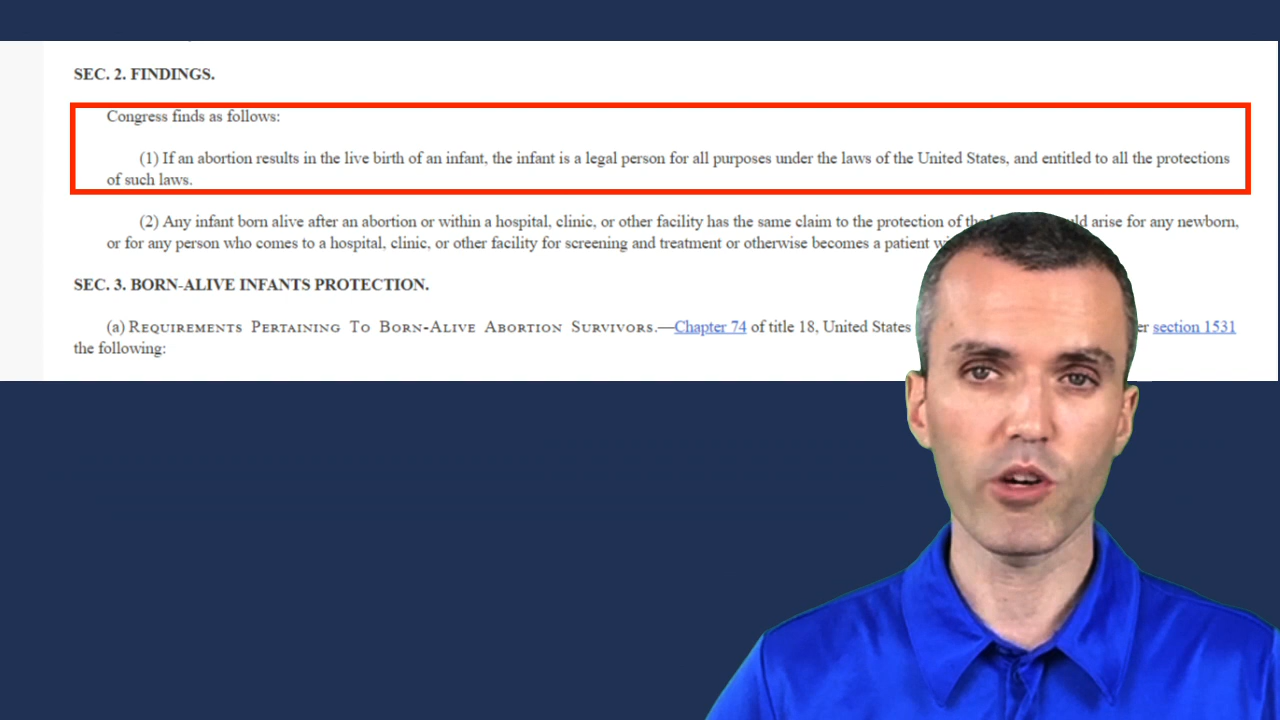 SEC. 2. FINDINGS.
Congress finds as follows:
(1) If an abortion results in the live birth of an infant, the infant is a legal person for all purposes under the laws of the United States, and entitled to all the protections
of such laws.
(2) Any infant born alive after an abortion or within a hospital, clinic, or other facility has the same claim to the protection of arise for any newborn,
or for any person who comes to a hospital, clinic, or other facility for screening and treatment or otherwise becomes a patient
SEC. 3. BORN-ALIVE INFANTS PROTECTION.
(a) REQUIREMENTS PERTAINING TO BORN-ALIVE ABORTION SURVIVORS.—Chapter 74 of title 18, United States section 1531
the following: